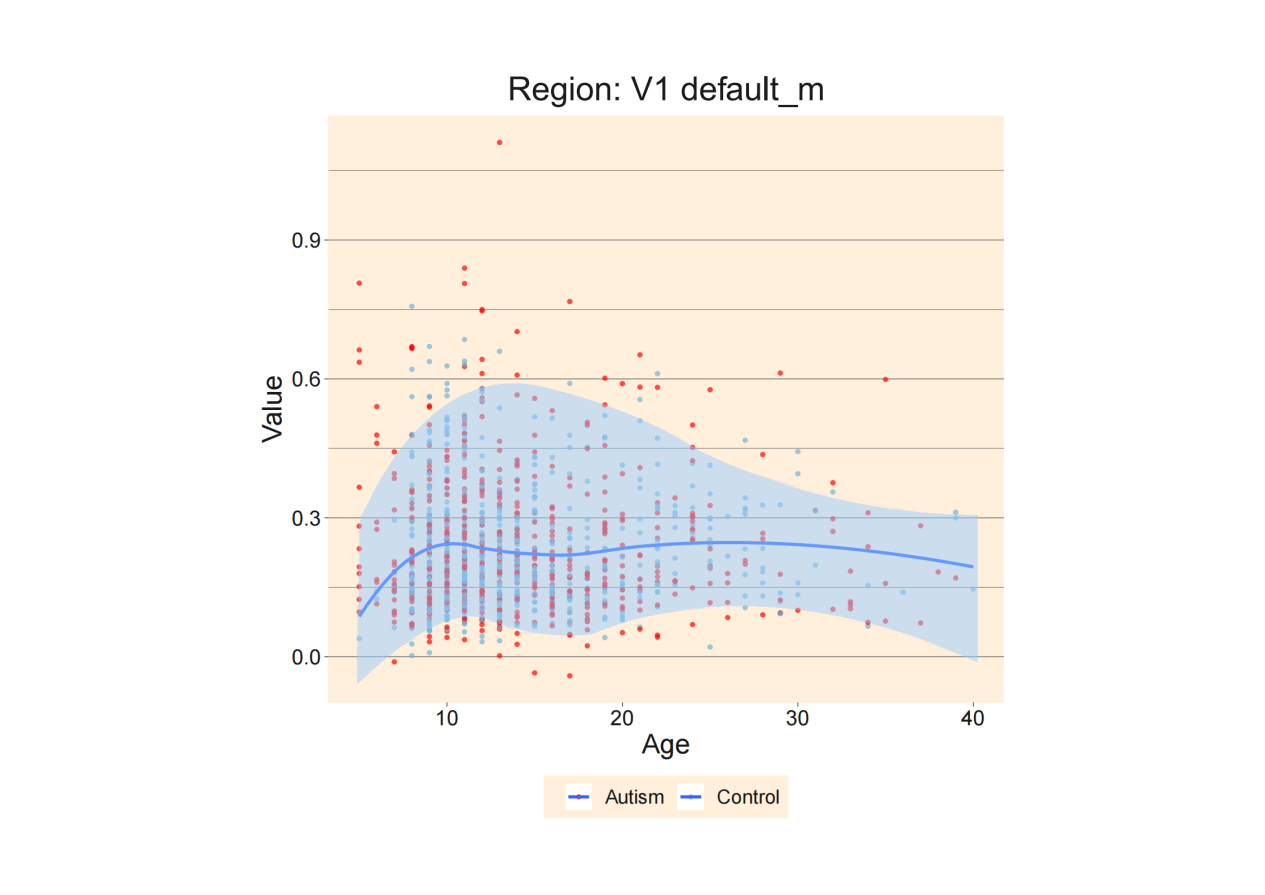 Region: V1 default_m
Value
0.9
0.6
0.3
0.0
10 20 30 40
Age
Autism Control